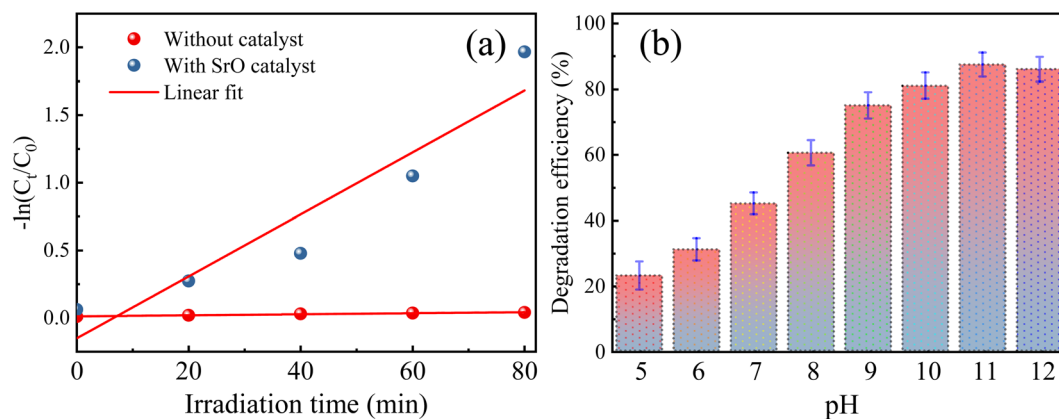 (a)
Without catalyst
With SrO catalyst
Linear fit
-ln(Cₜ/C₀)
2.0
1.5
1.0
0.5
0.0
0 20 40 60 80
Irradiation time (min)
(b)
Degradation efficiency (%)
100
80
60
40
20
0
5 6 7 8 9 10 11 12
pH